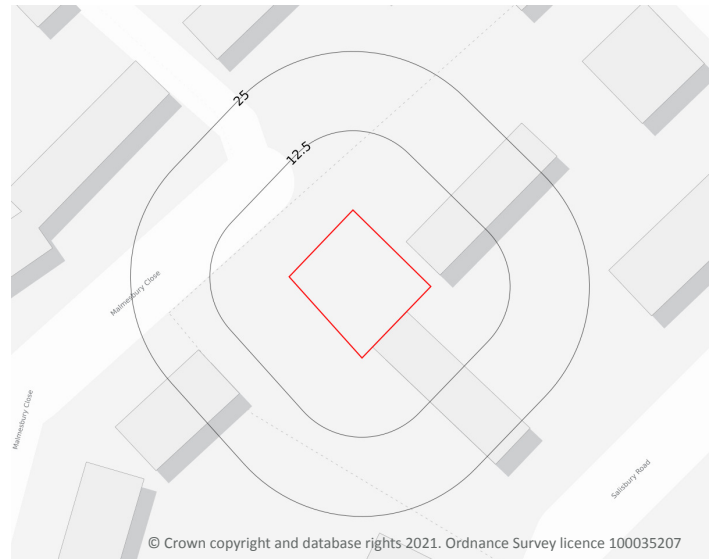 25
12.5
Malmesbury Close
Malmesbury Close
Salisbury Road
© Crown copyright and database rights 2021. Ordnance Survey licence 100035207